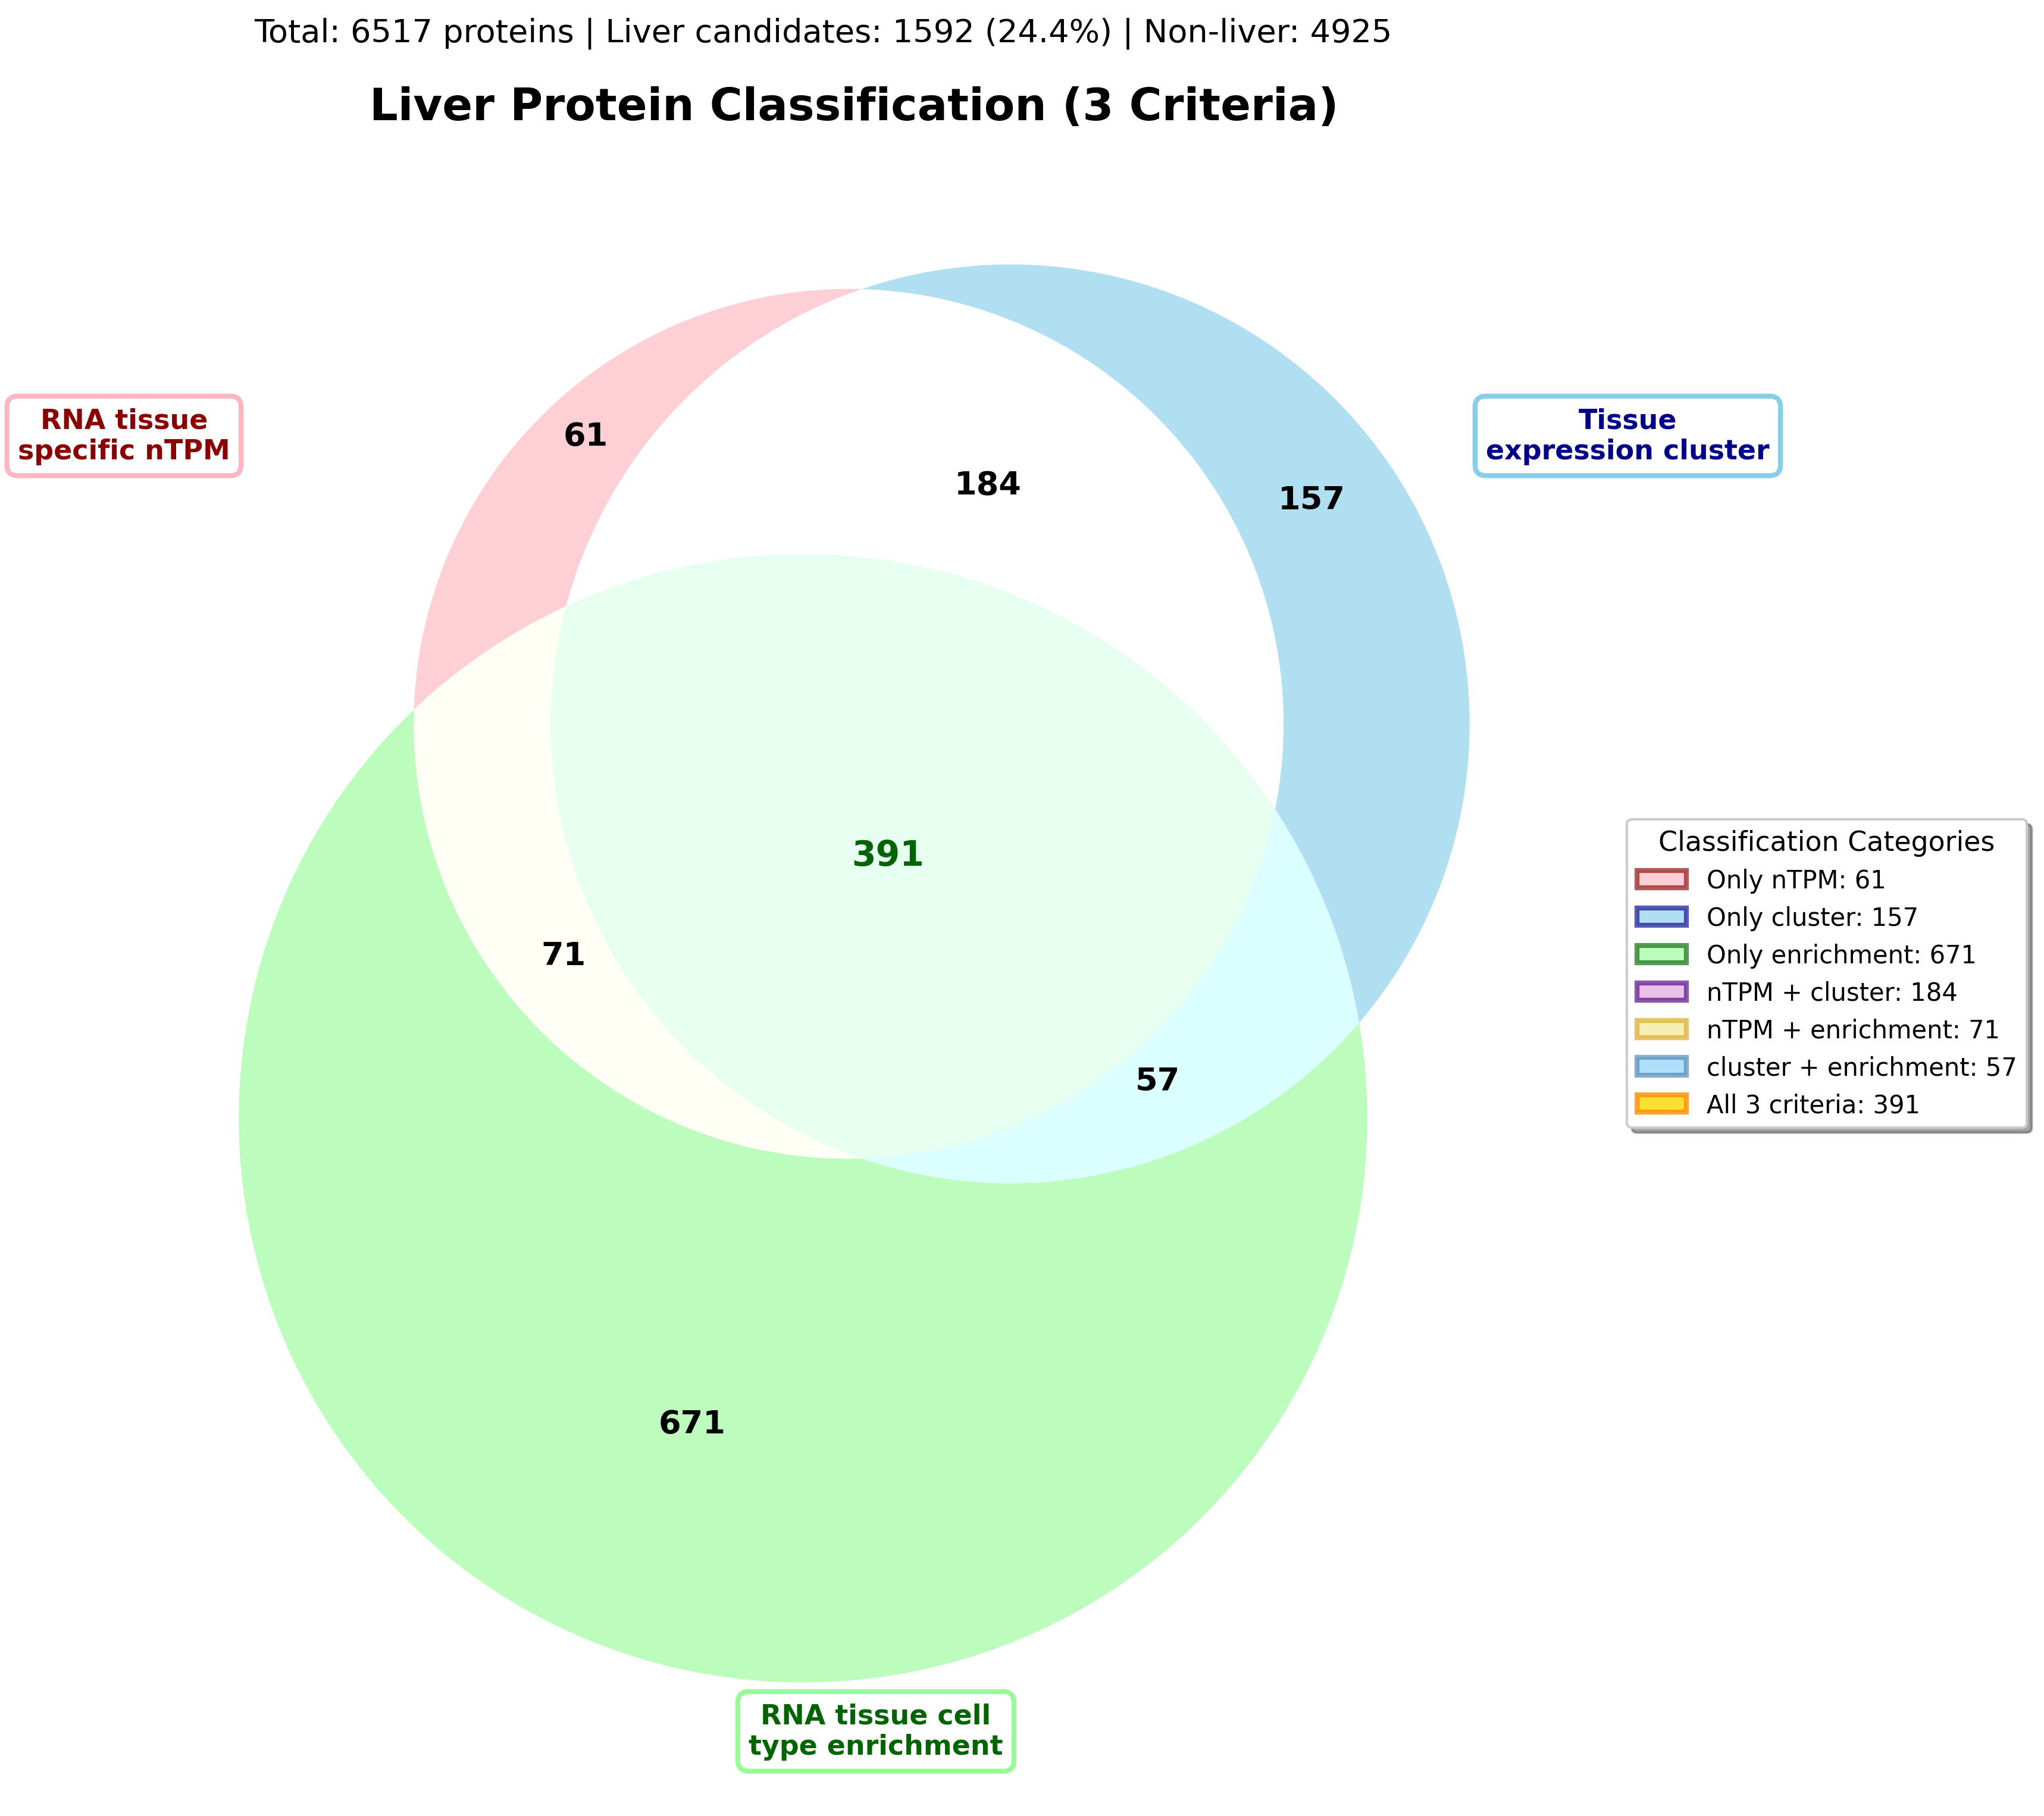 Total: 6517 proteins | Liver candidates: 1592 (24.4%) | Non-liver: 4925
Liver Protein Classification (3 Criteria)
RNA tissue
specific nTPM
Tissue
expression cluster
61
184
157
391
71
57
671
Classification Categories
Only nTPM: 61
Only cluster: 157
Only enrichment: 671
nTPM + cluster: 184
nTPM + enrichment: 71
cluster + enrichment: 57
All 3 criteria: 391
RNA tissue cell
type enrichment